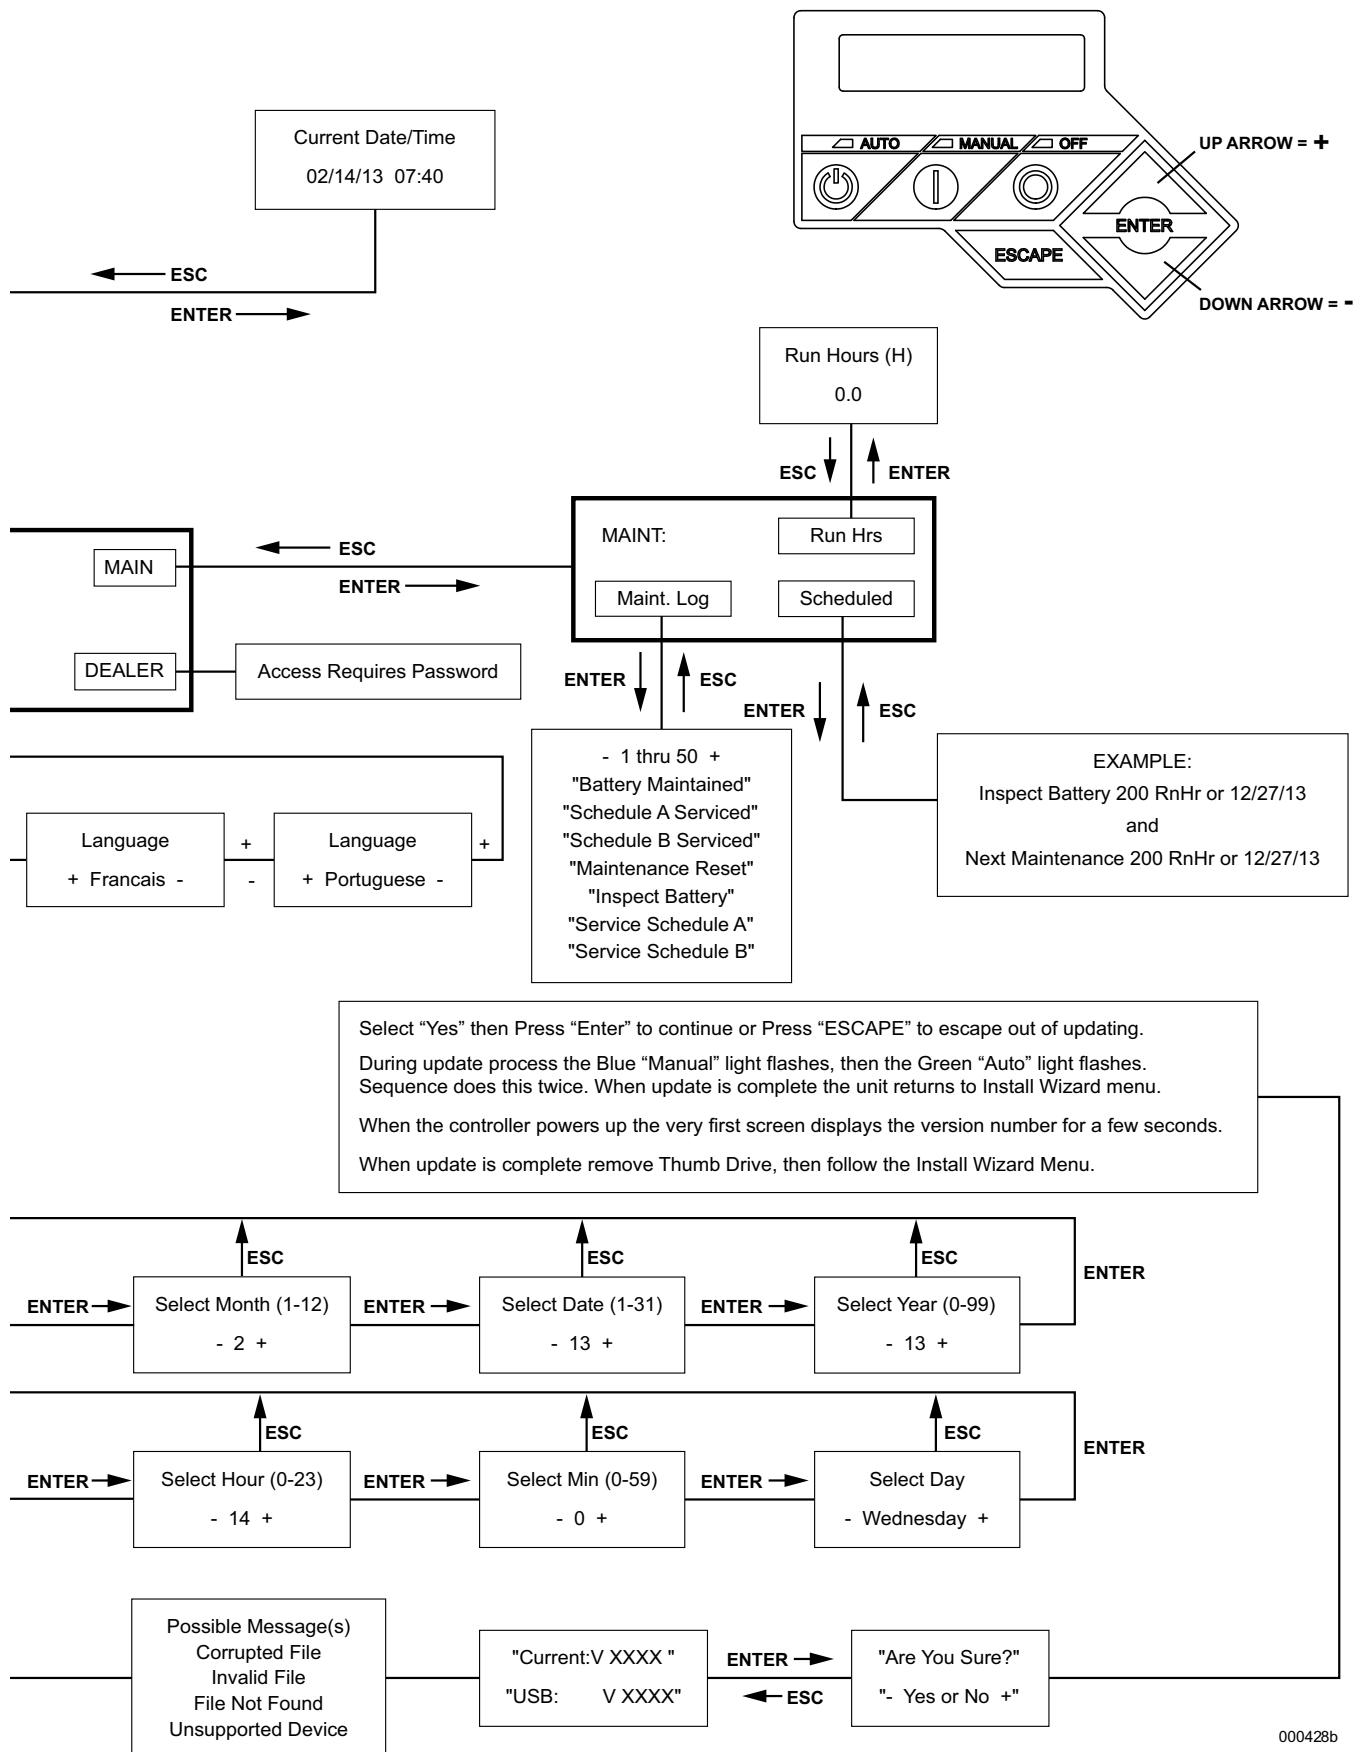 Current Date/Time
02/14/13 07:40
ESC
ENTER
AUTO
MANUAL
OFF
UP ARROW = +
ENTER
ESCAPE
DOWN ARROW = -
Run Hours (H)
0.0
ESC
ENTER
MAINT:
Run Hrs
Maint. Log
Scheduled
MAIN
ESC
ENTER
DEALER
Access Requires Password
ENTER
ESC
ENTER
ESC
- 1 thru 50 +
"Battery Maintained"
"Schedule A Serviced"
"Schedule B Serviced"
"Maintenance Reset"
"Inspect Battery"
"Service Schedule A"
"Service Schedule B"
EXAMPLE:
Inspect Battery 200 RnHr or 12/27/13
and
Next Maintenance 200 RnHr or 12/27/13
Language
+ Francais -
+
-
Language
+ Portuguese -
+
Select “Yes” then Press “Enter” to continue or Press “ESCAPE” to escape out of updating.
During update process the Blue “Manual” light flashes, then the Green “Auto” light flashes.
Sequence does this twice. When update is complete the unit returns to Install Wizard menu.
When the controller powers up the very first screen displays the version number for a few seconds.
When update is complete remove Thumb Drive, then follow the Install Wizard Menu.
ESC
ESC
ESC
ENTER
ENTER
Select Month (1-12)
- 2 +
ENTER
Select Date (1-31)
- 13 +
ENTER
Select Year (0-99)
- 13 +
ESC
ESC
ESC
ENTER
ENTER
Select Hour (0-23)
- 14 +
ENTER
Select Min (0-59)
- 0 +
ENTER
Select Day
- Wednesday +
Possible Message(s)
Corrupted File
Invalid File
File Not Found
Unsupported Device
"Current:V XXXX "
"USB: V XXXX"
ENTER
ESC
"Are You Sure?"
"- Yes or No +"
000428b